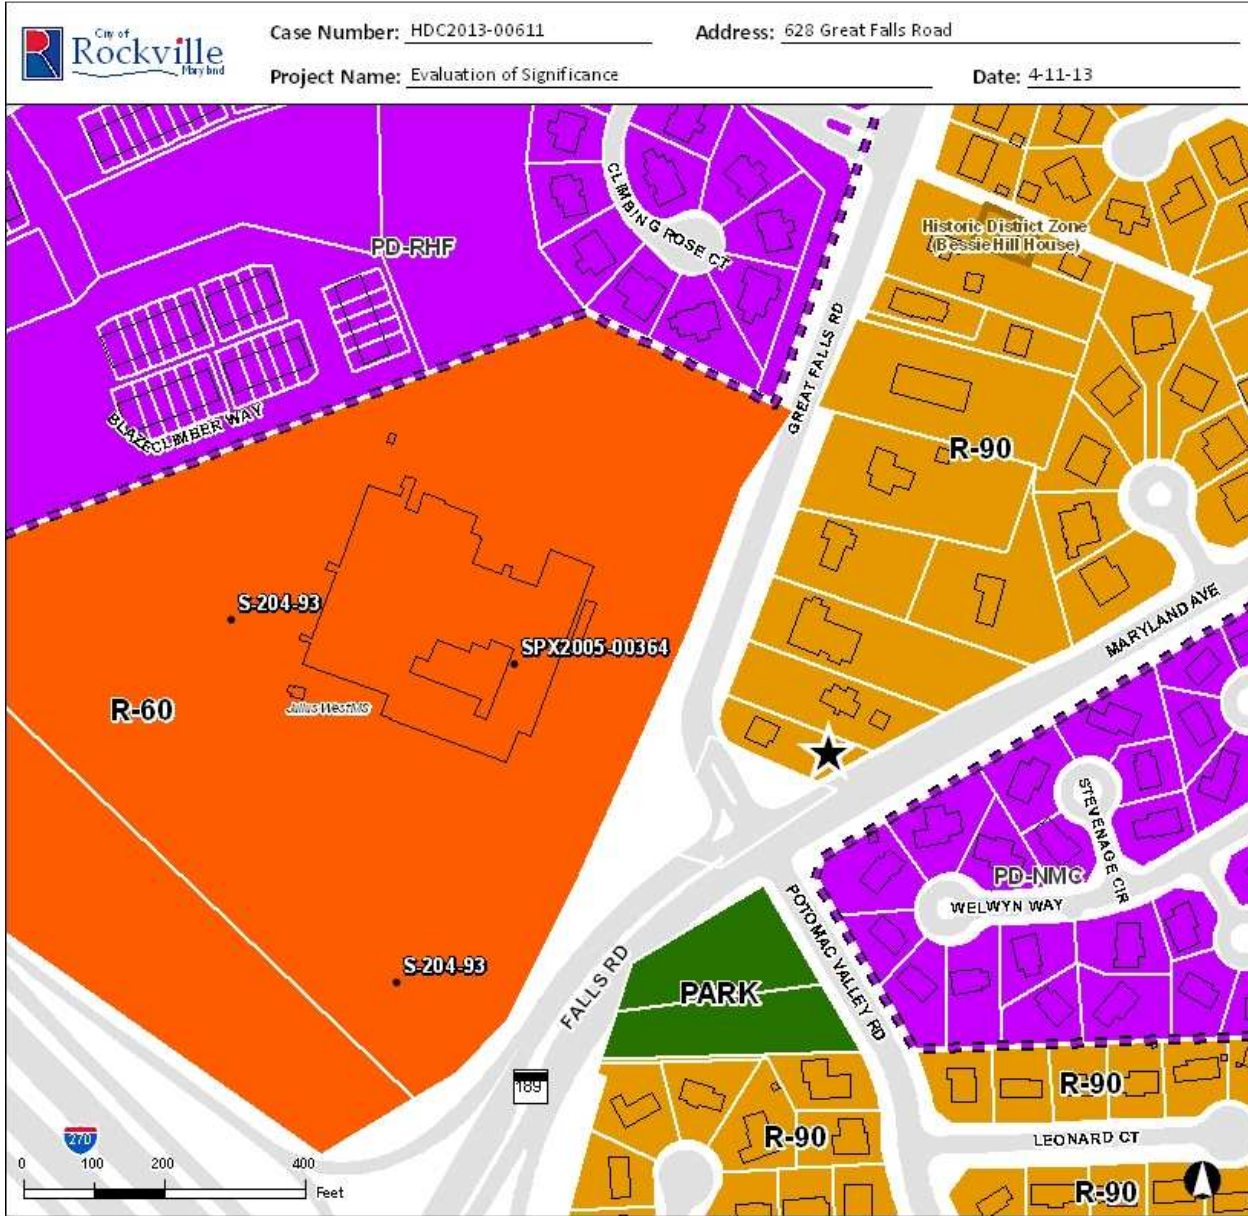 City of
Rockville
Maryland
Case Number: HDC2013-00611
Address: 628 Great Falls Road
Project Name: Evaluation of Significance
Date: 4-11-13
CLIMBING ROSE CT
PD-RHF
Historic District Zone
(Bessie Hill House)
GREAT FALLS RD
BLAZECLIMBER WAY
R-90
S-204-93
MARYLAND AVE
SPX2005-00364
R-60
Julius West MS
STEVENAGE CIR
PD-NMC
WELWYN WAY
POTOMAC VALLEY RD
S-204-93
FALLS RD
PARK
189
R-90
R-90
LEONARD CT
270
R-90
0 100 200 400
Feet